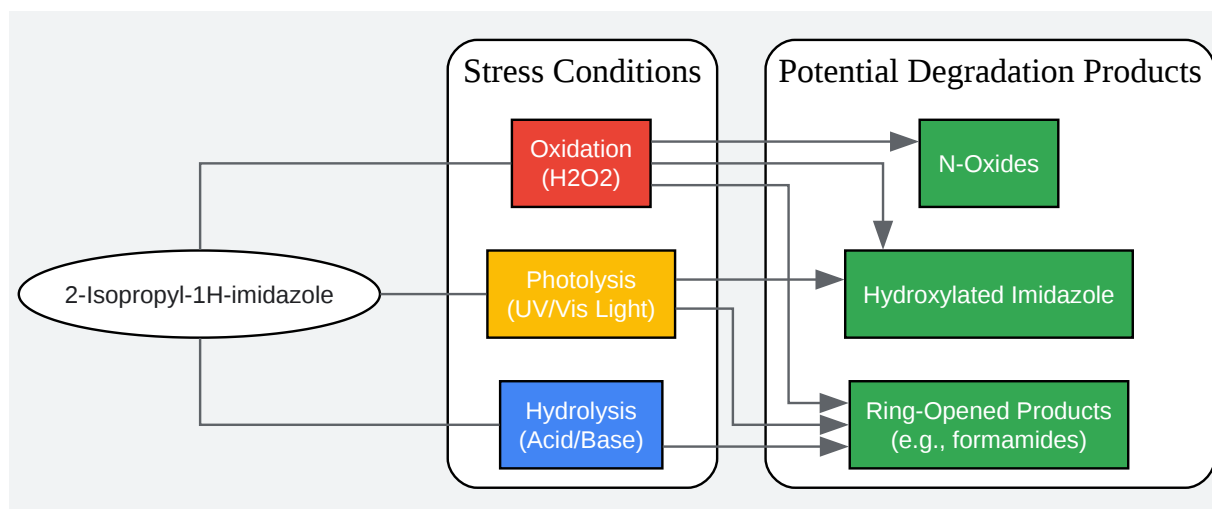 Stress Conditions
Potential Degradation Products
Oxidation
(H2O2)
N-Oxides
2-Isopropyl-1H-imidazole
Photolysis
(UV/Vis Light)
Hydroxylated Imidazole
Hydrolysis
(Acid/Base)
Ring-Opened Products
(e.g., formamides)